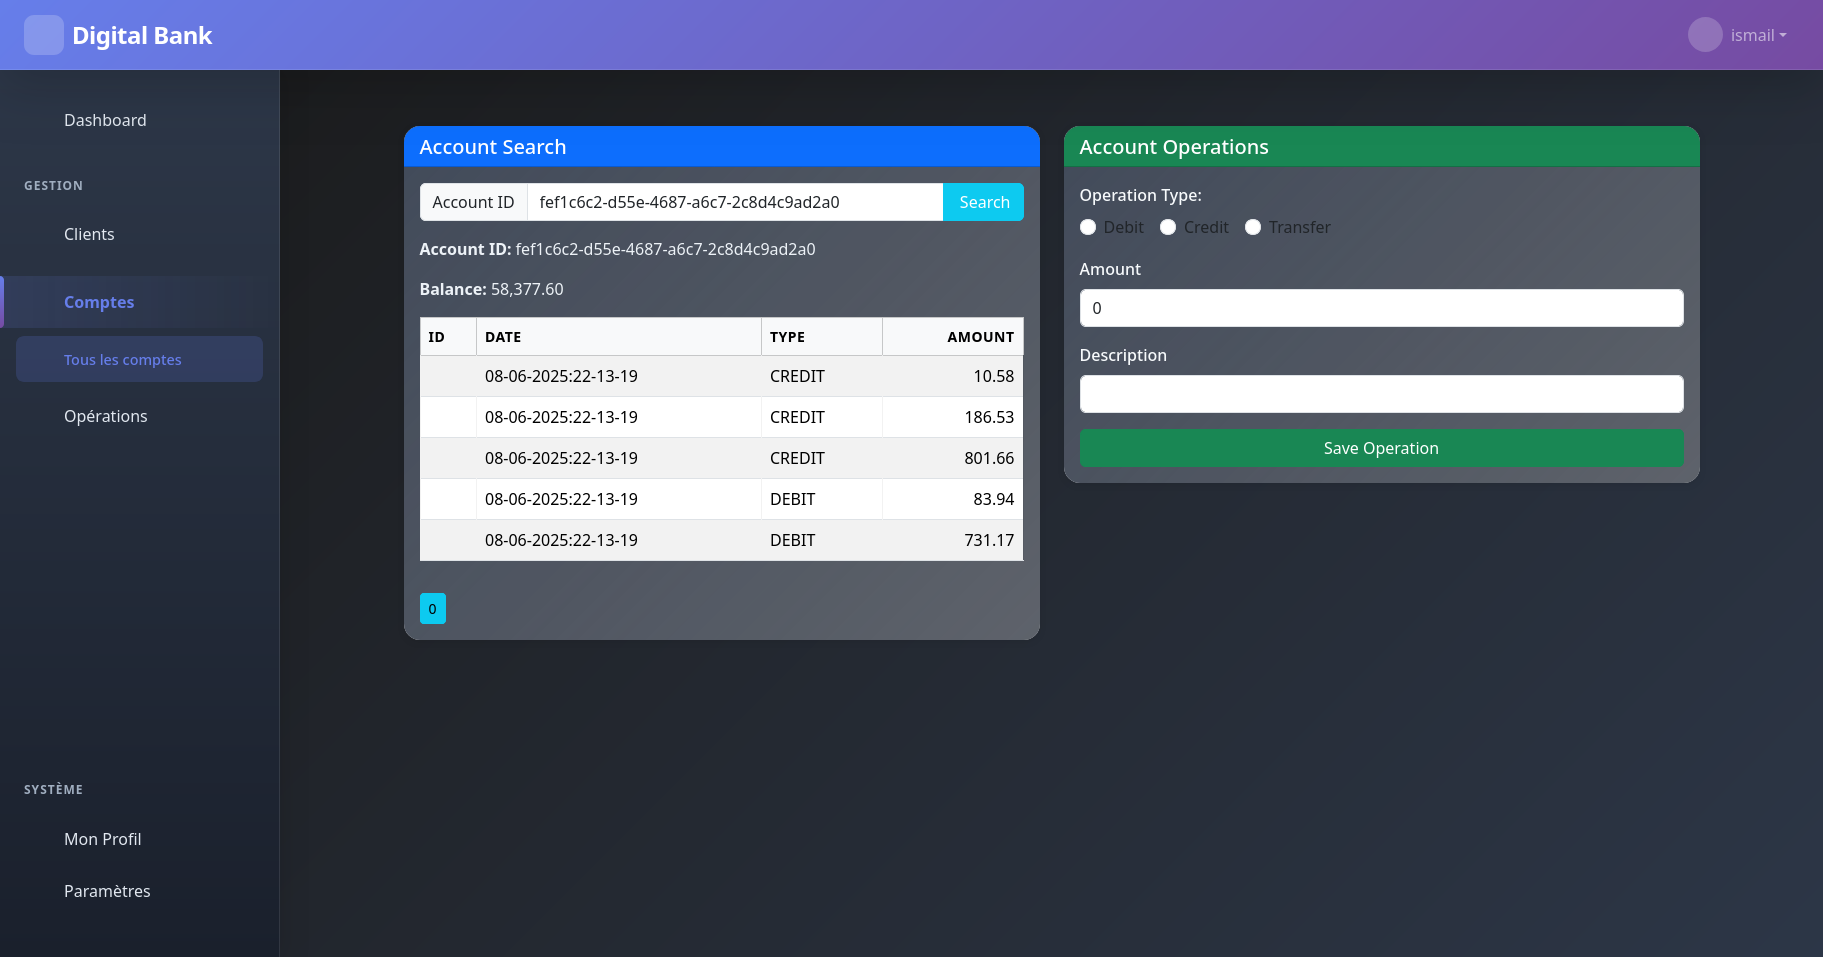 Digital Bank
ismail
Dashboard
GESTION
Clients
Comptes
Tous les comptes
Opérations
SYSTÈME
Mon Profil
Paramètres
Account Search
Account ID fef1c6c2-d55e-4687-a6c7-2c8d4c9ad2a0 Search
Account ID: fef1c6c2-d55e-4687-a6c7-2c8d4c9ad2a0
Balance: 58,377.60
ID DATE TYPE AMOUNT
08-06-2025:22-13-19 CREDIT 10.58
08-06-2025:22-13-19 CREDIT 186.53
08-06-2025:22-13-19 CREDIT 801.66
08-06-2025:22-13-19 DEBIT 83.94
08-06-2025:22-13-19 DEBIT 731.17
0
Account Operations
Operation Type:
Debit Credit Transfer
Amount
0
Description
Save Operation